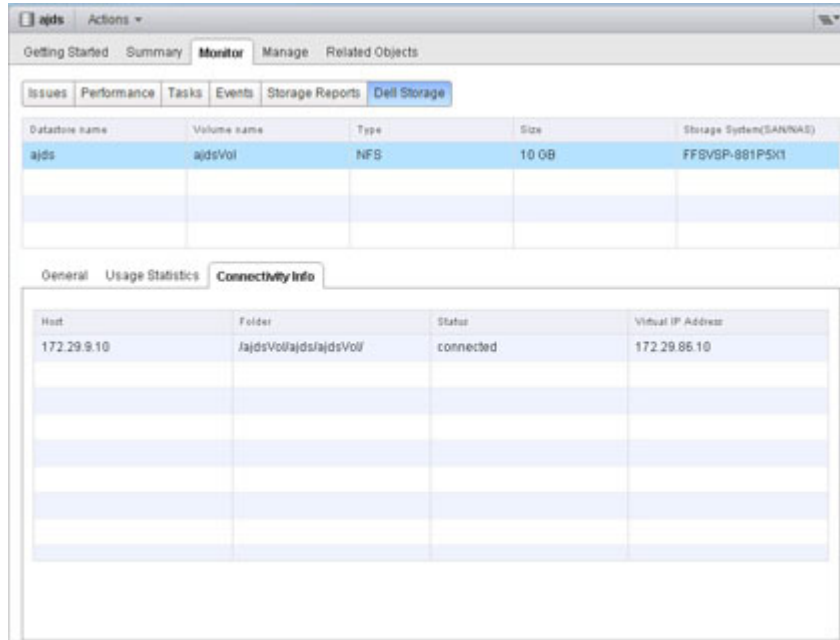 ajds Actions
Getting Started Summary Monitor Manage Related Objects
Issues Performance Tasks Events Storage Reports Dell Storage
Datastore name Volume name Type Size Storage System(SAN/NAS)
ajds ajdsVol NFS 10 GB FFSVSP-881P5X1
General Usage Statistics Connectivity Info
Host Folder Status Virtual IP Address
172.29.9.10 /ajdsVol/ajds/ajdsVol/ connected 172.29.86.10